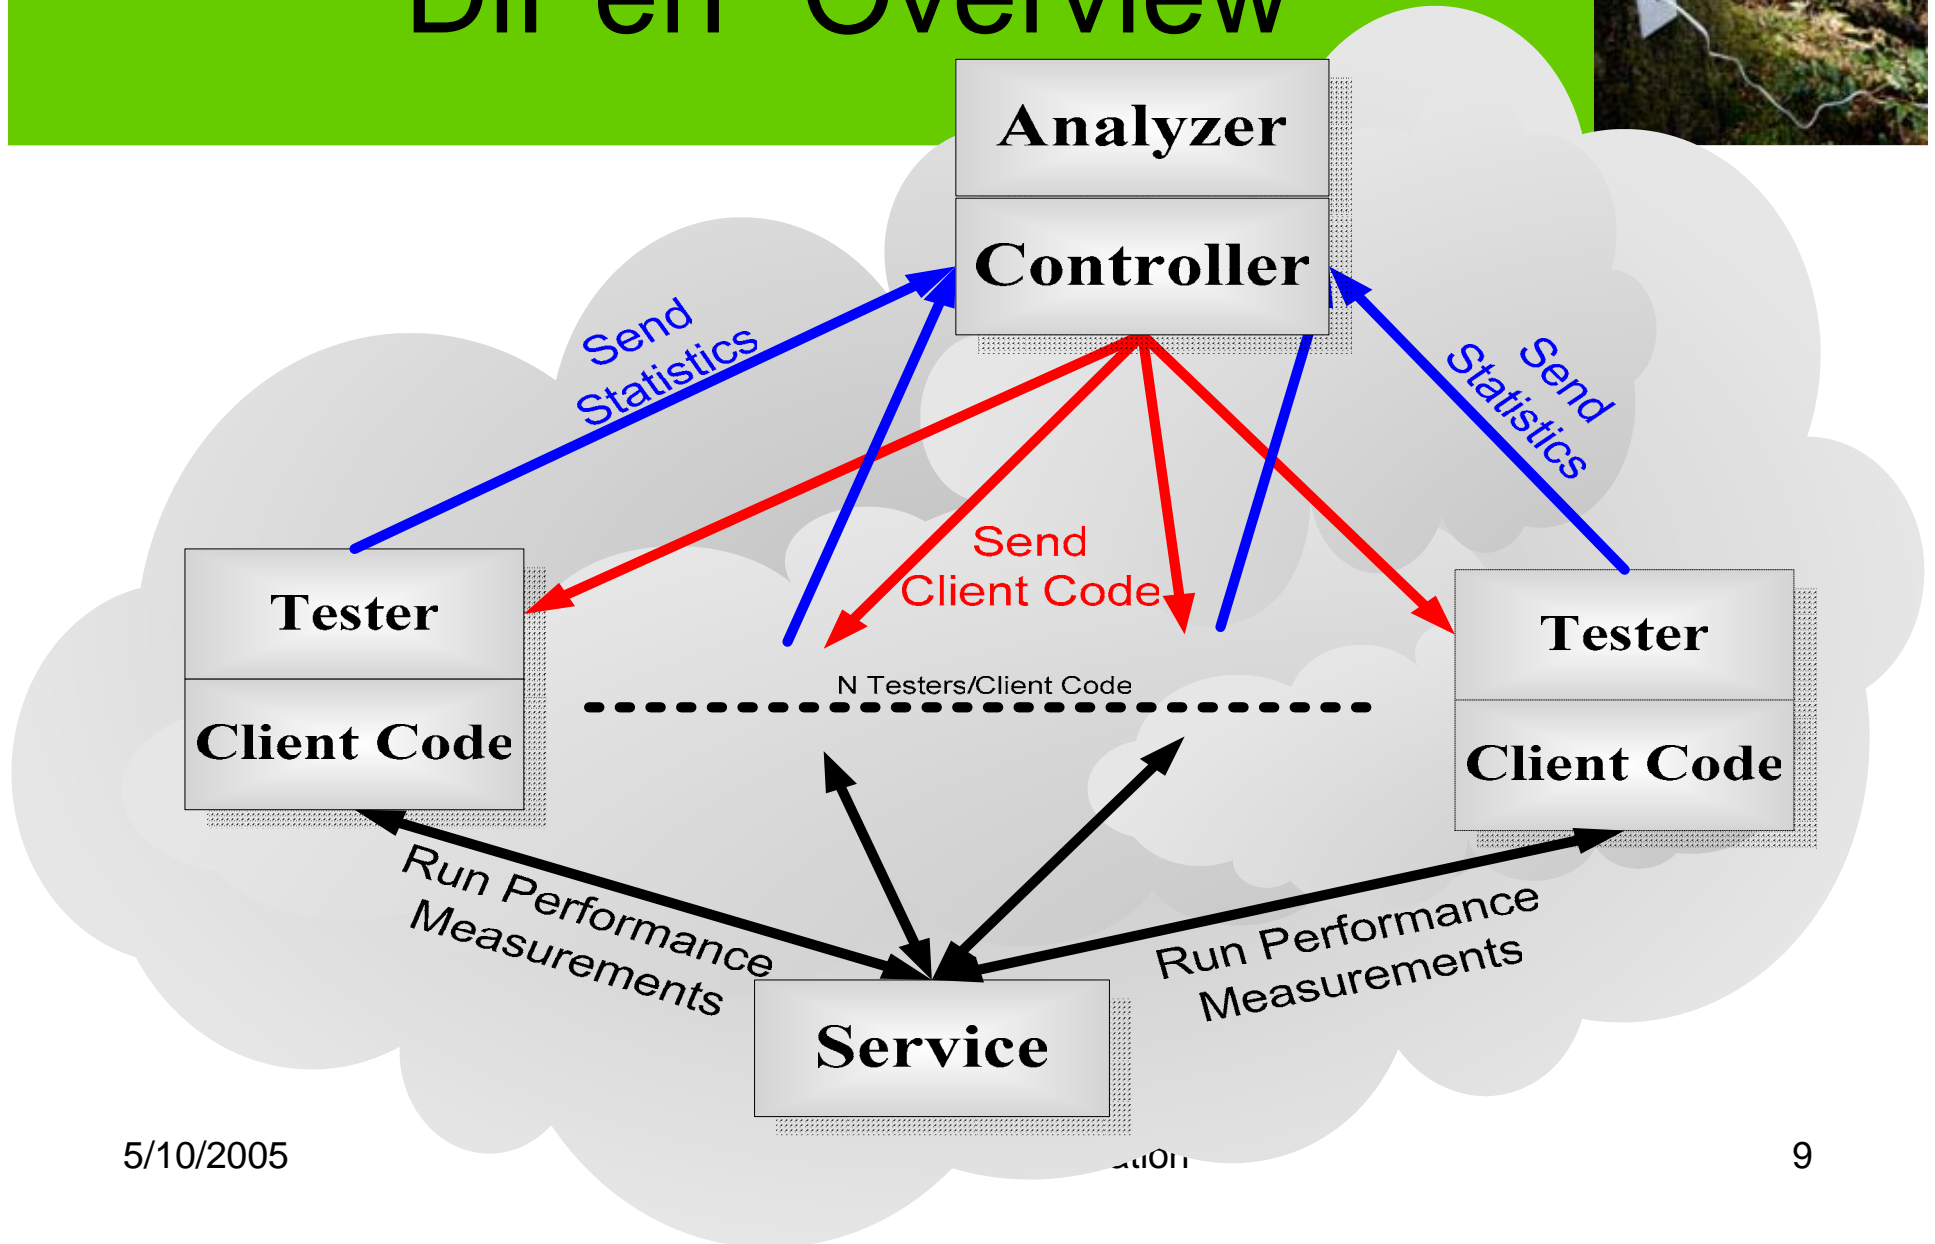 Overview
Analyzer
Controller
Send
Statistics
Send
Statistics
Send
Client Code
Tester
Client Code
N Testers/Client Code
Tester
Client Code
Run Performance
Measurements
Run Performance
Measurements
Service
5/10/2005
9